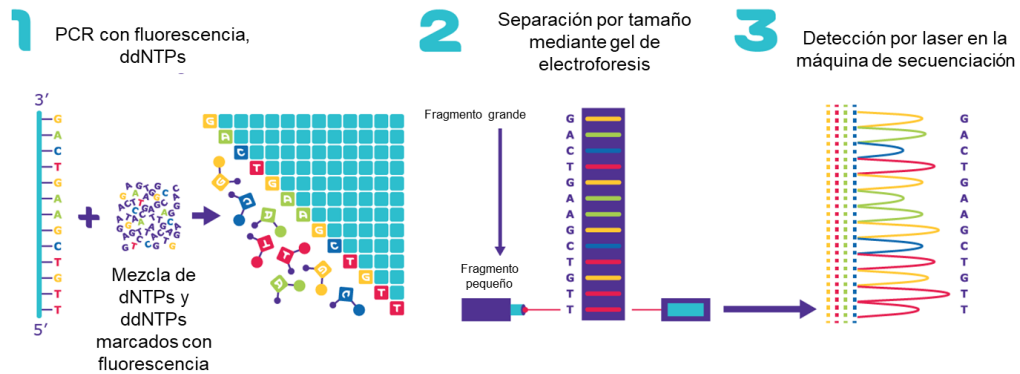 1
PCR con fluorescencia,
ddNTPs
2
Separación por tamaño
mediante gel de
electroforesis
3
Detección por laser en la
máquina de secuenciación
3′
G
A
C
T
G
A
A
G
C
T
G
T
T
5′
+
Mezcla de
dNTPs y
ddNTPs
marcados con
fluorescencia
G
A
C
T
G
A
A
G
C
T
G
T
T
Fragmento grande
Fragmento
pequeño
G
A
C
T
G
A
A
G
C
T
G
T
T
G
A
C
T
G
A
A
G
C
T
G
T
T